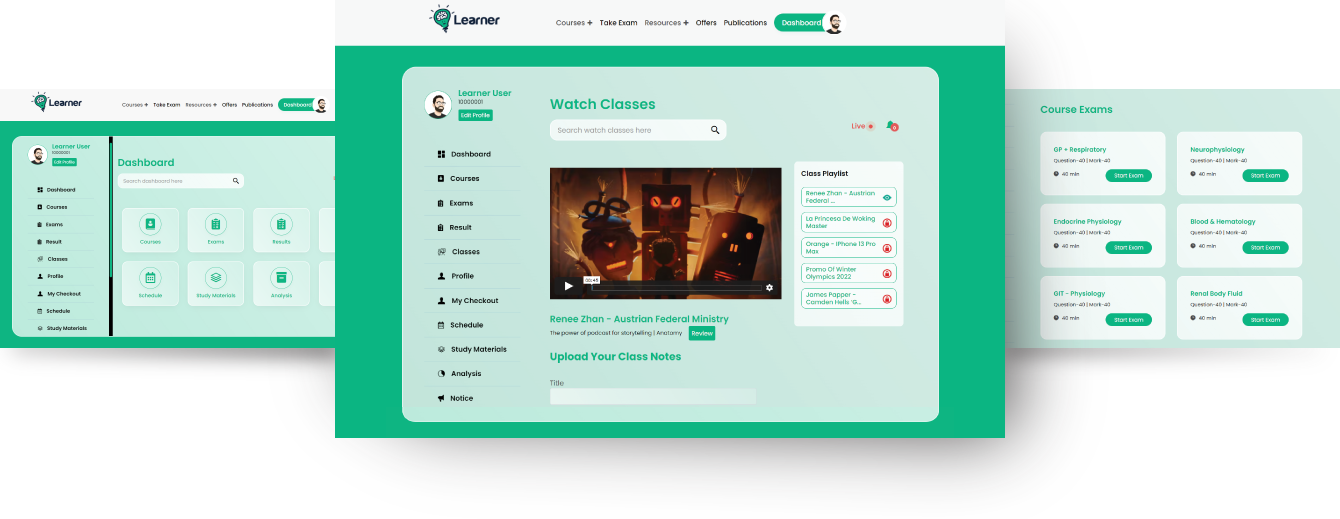 Learner
Courses + Take Exam Resources + Offers Publications Dashboard
Learner User
10000001
Edit Profile
Dashboard
Courses
Exams
Result
Classes
Profile
My Checkout
Schedule
Study Materials
Dashboard
Search dashboard here
Courses
Exams
Results
Schedule
Study Materials
Analysis
Learner
Courses + Take Exam Resources + Offers Publications Dashboard
Learner User
10000001
Edit Profile
Dashboard
Courses
Exams
Result
Classes
Profile
My Checkout
Schedule
Study Materials
Analysis
Notice
Watch Classes
Search watch classes here
Live
0
Renee Zhan - Austrian Federal Ministry
The power of podcast for storytelling | Anatomy Review
Upload Your Class Notes
Title
Class Playlist
Renee Zhan - Austrian
Federal ...
La Princesa De Woking
Master
Orange - IPhone 13 Pro
Max
Promo Of Winter
Olympics 2022
James Papper -
Camden Hells 'G...
Course Exams
GP + Respiratory
Question-40 | Mark-40
40 min Start Exam
Neurophysiology
Question-40 | Mark-40
40 min Start Exam
Endocrine Physiology
Question-40 | Mark-40
40 min Start Exam
Blood & Hematology
Question-40 | Mark-40
40 min Start Exam
GIT - Physiology
Question-40 | Mark-40
40 min Start Exam
Renal Body Fluid
Question-40 | Mark-40
40 min Start Exam